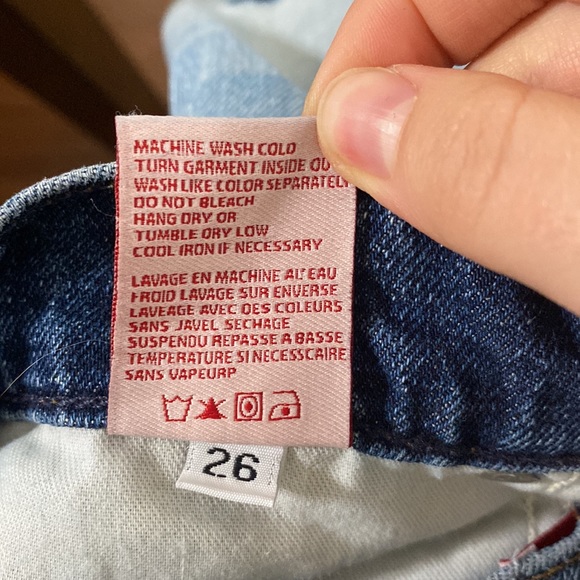 MACHINE WASH COLD
TURN GARMENT INSIDE OU
WASH LIKE COLOR SEPARATEL
DO NOT BLEACH
HANG DRY OR
TUMBLE DRY LOW
COOL IRON IF NECESSARY
LAVAGE EN MACHINE AL'EAU
FROID LAVAGE SUR ENVERSE
LAVEAGE AVEC DES COLEURS
SANS JAVEL SECHAGE
SUSPENDU REPASSE A BASSE
TEMPERATURE SI NECESSCAIRE
SANS VAPEURP
26